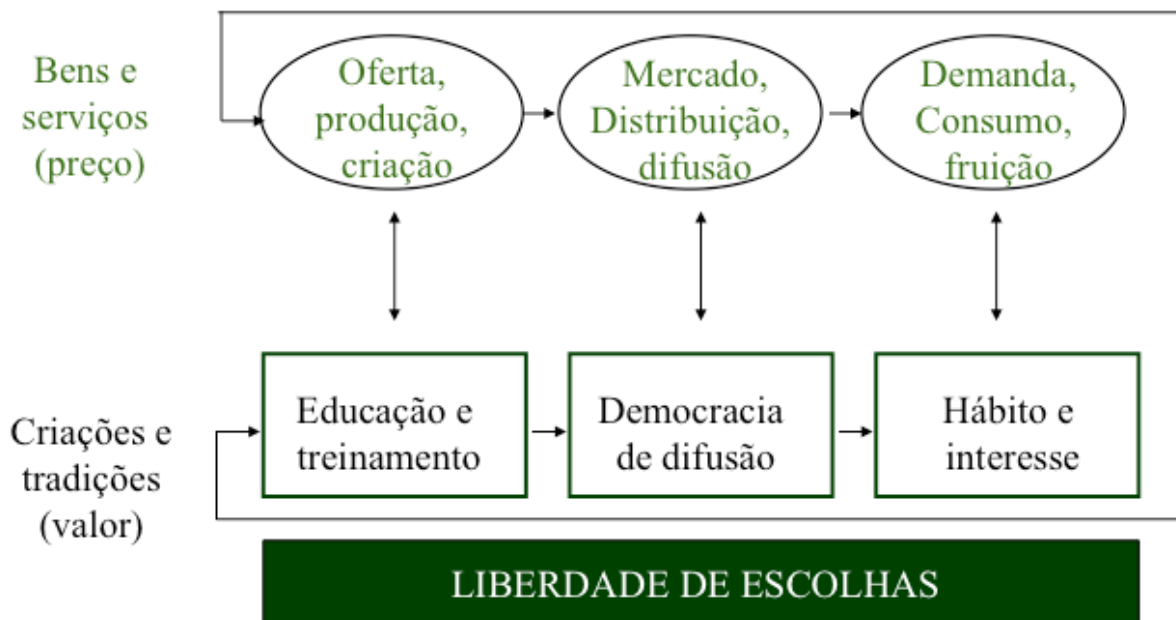 Bens e
serviços
(preço)
Oferta,
produção,
criação
Mercado,
Distribuição,
difusão
Demanda,
Consumo,
fruição
Criações e
tradições
(valor)
Educação e
treinamento
Democracia
de difusão
Hábito e
interesse
LIBERDADE DE ESCOLHAS